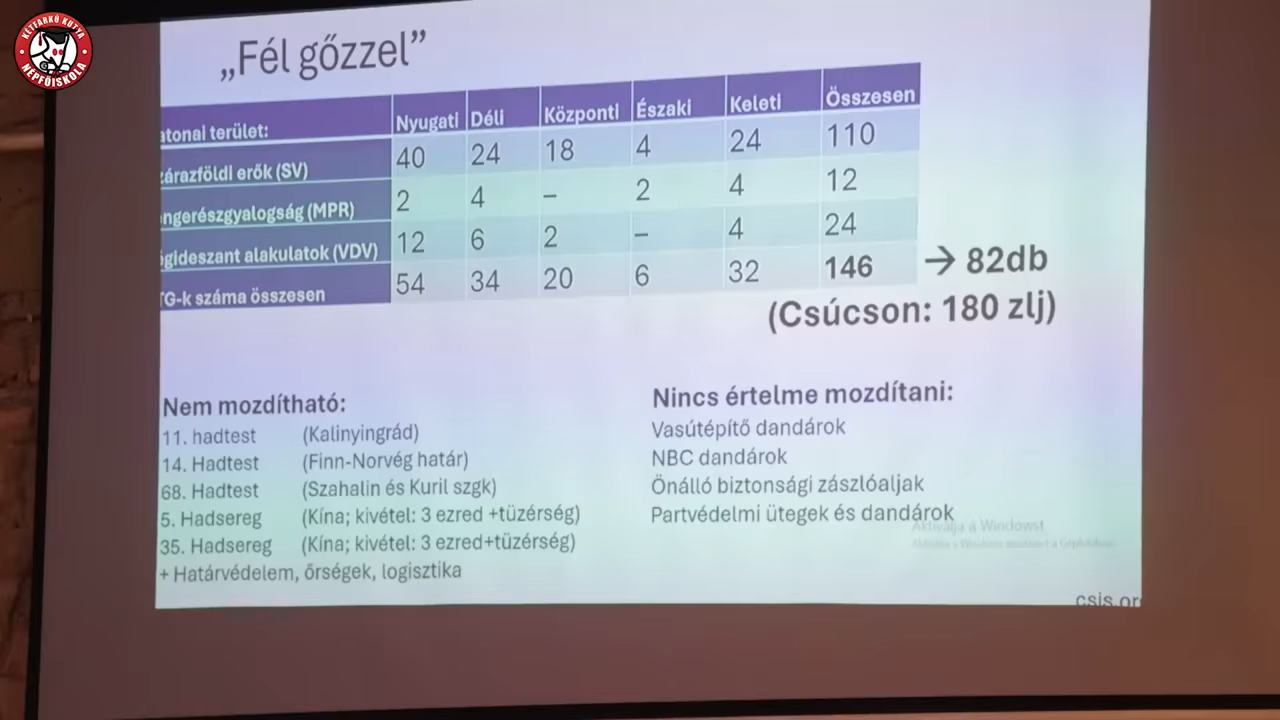 KÉTFARKÚ KUTYA
NÉPFŐISKOLA
„Fél gőzzel”
atonai terület: Nyugati Déli Központi Északi Keleti Összesen
zárazföldi erők (SV) 40 24 18 4 24 110
ngerészgyalogság (MPR) 2 4 – 2 4 12
gideszant alakulatok (VDV) 12 6 2 – 4 24
TG-k száma összesen 54 34 20 6 32 146 → 82db
(Csúcson: 180 zlj)
Nem mozdítható:
11. hadtest (Kalinyingrád)
14. Hadtest (Finn-Norvég határ)
68. Hadtest (Szahalin és Kuril szgk)
5. Hadsereg (Kína; kivétel: 3 ezred +tüzérség)
35. Hadsereg (Kína; kivétel: 3 ezred+tüzérség)
+ Határvédelem, őrségek, logisztika
Nincs értelme mozdítani:
Vasútépítő dandárok
NBC dandárok
Önálló biztonsági zászlóaljak
Partvédelmi ütegek és dandárok
Aktiválja a Windowst
csis.or